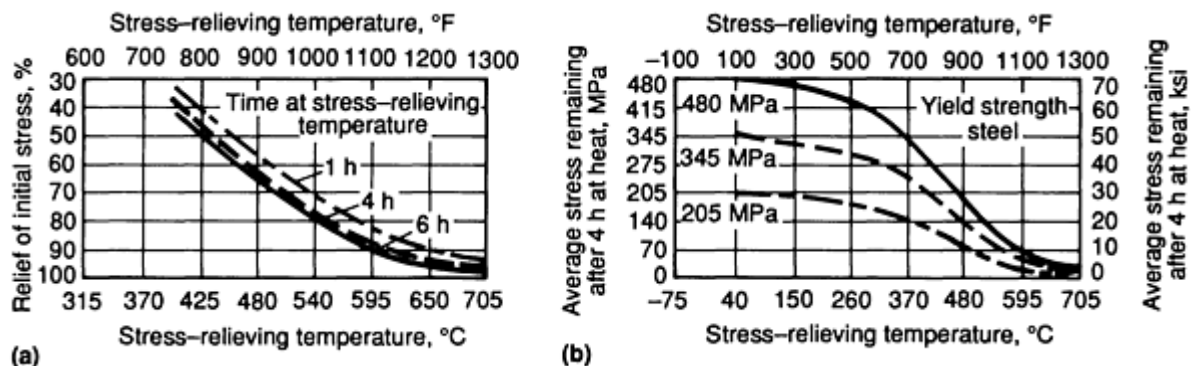 Stress–relieving temperature, °F
600 700 800 900 1000 1100 1200 1300
Relief of initial stress, %
30
40
50
60
70
80
90
100
Time at stress–relieving
temperature
1 h
4 h
6 h
315 370 425 480 540 595 650 705
Stress–relieving temperature, °C
(a)
Stress–relieving temperature, °F
–100 100 300 500 700 900 1100 1300
Average stress remaining
after 4 h at heat, MPa
480
415
345
275
205
140
70
0
480 MPa
345 MPa
205 MPa
Yield strength
steel
70
60
50
40
30
20
10
0
Average stress remaining
after 4 h at heat, ksi
–75 40 150 260 370 480 595 705
Stress–relieving temperature, °C
(b)